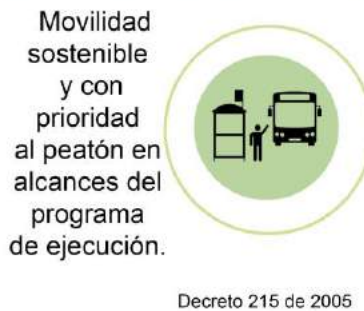 Movilidad
sostenible
y con
prioridad
al peatón en
alcances del
programa
de ejecución.
Decreto 215 de 2005